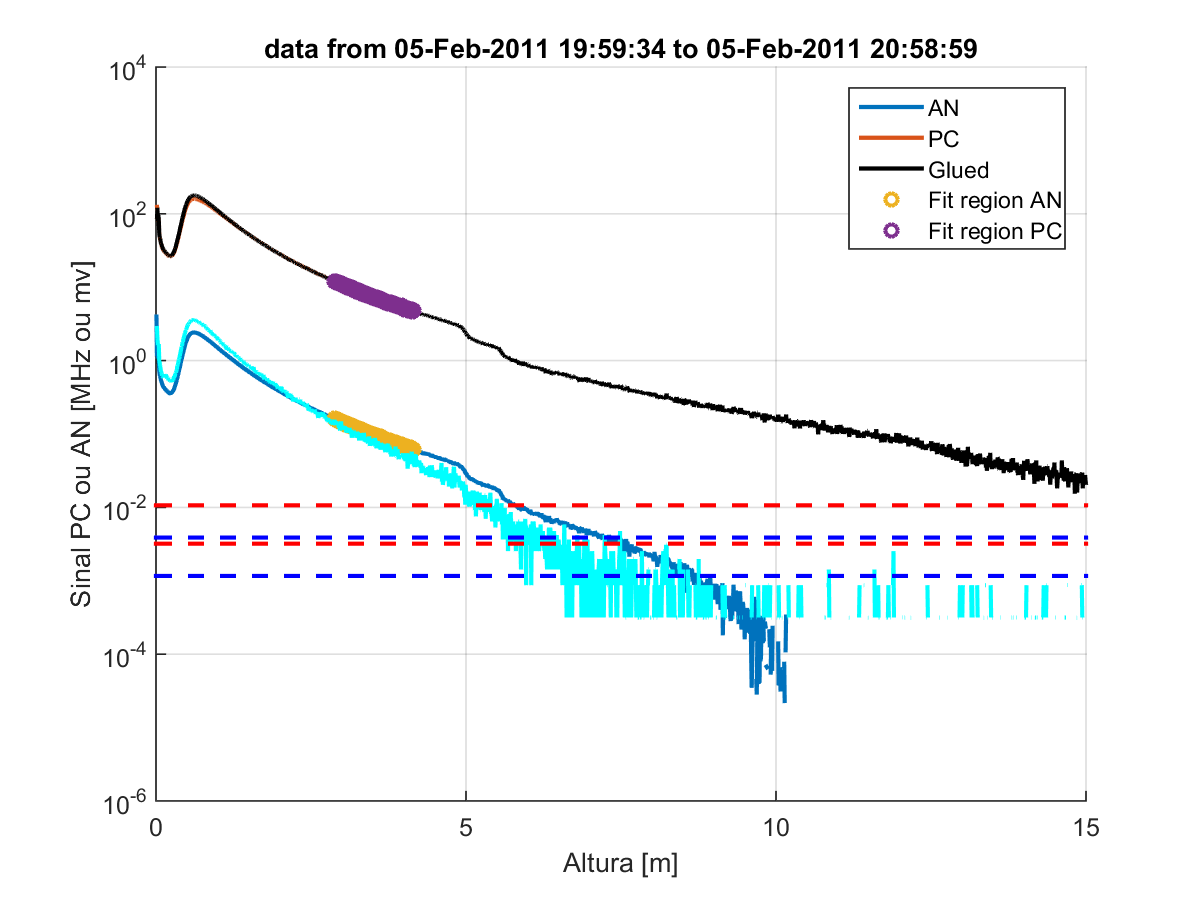 data from 05-Feb-2011 19:59:34 to 05-Feb-2011 20:58:59
10^4
10^2
10^0
10^-2
10^-4
10^-6
Sinal PC ou AN [MHz ou mv]
AN
PC
Glued
Fit region AN
Fit region PC
0 5 10 15
Altura [m]